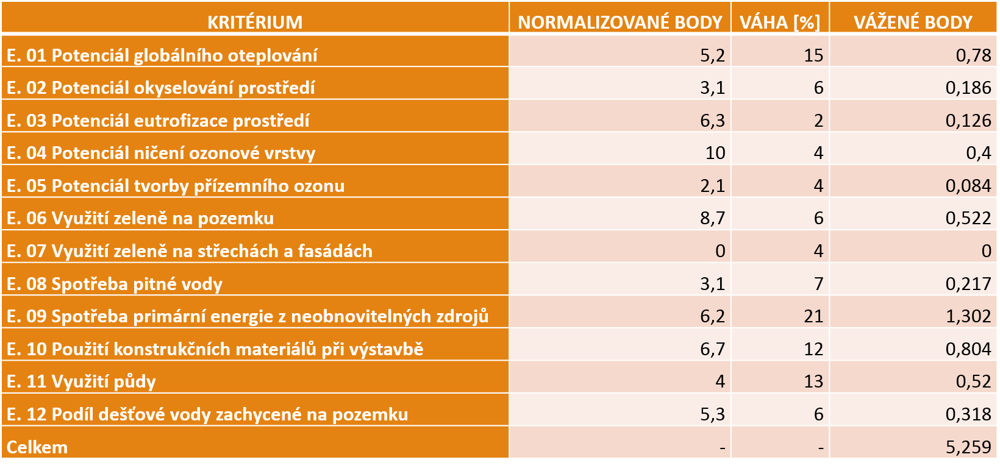 KRITÉRIUM NORMALIZOVANÉ BODY VÁHA [%] VÁŽENÉ BODY
E. 01 Potenciál globálního oteplování 5,2 15 0,78
E. 02 Potenciál okyselování prostředí 3,1 6 0,186
E. 03 Potenciál eutrofizace prostředí 6,3 2 0,126
E. 04 Potenciál ničení ozonové vrstvy 10 4 0,4
E. 05 Potenciál tvorby přízemního ozonu 2,1 4 0,084
E. 06 Využití zeleně na pozemku 8,7 6 0,522
E. 07 Využití zeleně na střechách a fasádách 0 4 0
E. 08 Spotřeba pitné vody 3,1 7 0,217
E. 09 Spotřeba primární energie z neobnovitelných zdrojů 6,2 21 1,302
E. 10 Použití konstrukčních materiálů při výstavbě 6,7 12 0,804
E. 11 Využití půdy 4 13 0,52
E. 12 Podíl dešťové vody zachycené na pozemku 5,3 6 0,318
Celkem - - 5,259